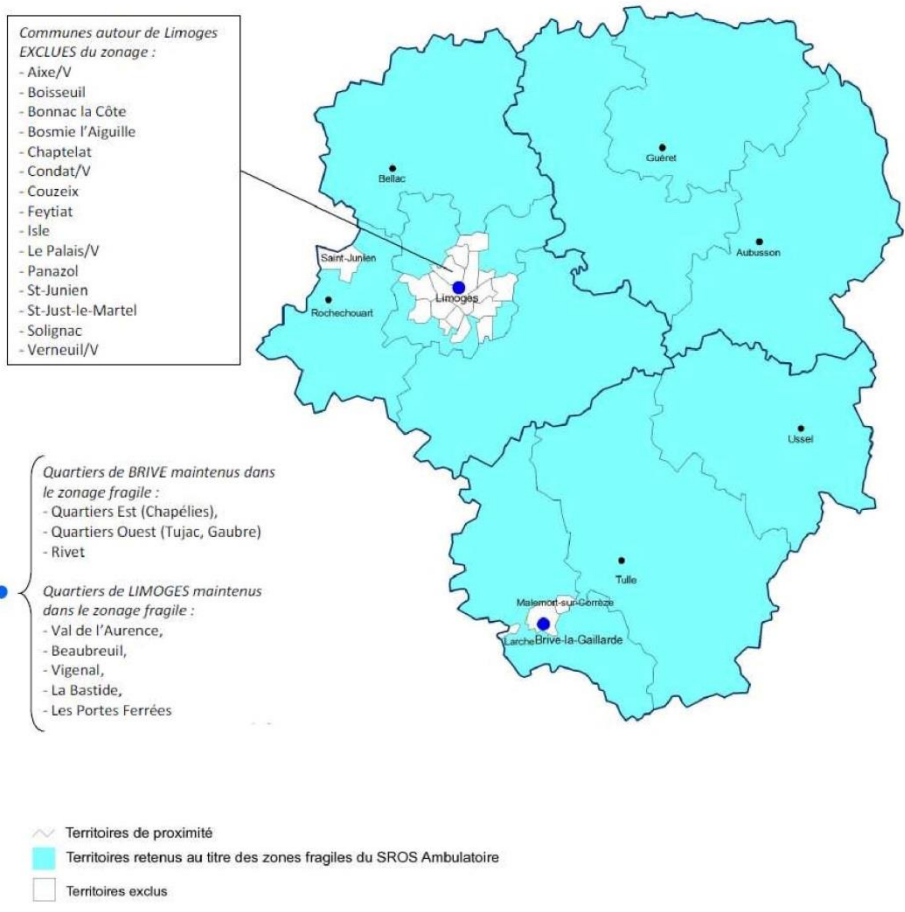 Communes autour de Limoges
EXCLUES du zonage :
- Aixe/V
- Boisseuil
- Bonnac la Côte
- Bosmie l'Aiguille
- Chaptelat
- Condat/V
- Couzeix
- Feytiat
- Isle
- Le Palais/V
- Panazol
- St-Junien
- St-Just-le-Martel
- Solignac
- Verneuil/V
Guéret
Bellac
Aubusson
Saint-Junien
Limoges
Rochechouart
Ussel
Tulle
Malemort-sur-Corrèze
Larche
Brive-la-Gaillarde
Quartiers de BRIVE maintenus dans
le zonage fragile :
- Quartiers Est (Chapélies),
- Quartiers Ouest (Tujac, Gaubre)
- Rivet
Quartiers de LIMOGES maintenus
dans le zonage fragile :
- Val de l'Aurence,
- Beaubreuil,
- Vigenal,
- La Bastide,
- Les Portes Ferrées
Territoires de proximité
Territoires retenus au titre des zones fragiles du SROS Ambulatoire
Territoires exclus